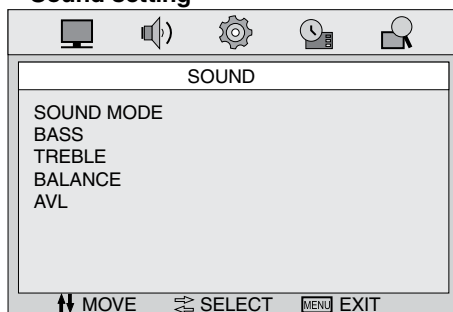 Sound setting
SOUND
SOUND MODE
BASS
TREBLE
BALANCE
AVL
MOVE SELECT MENU EXIT